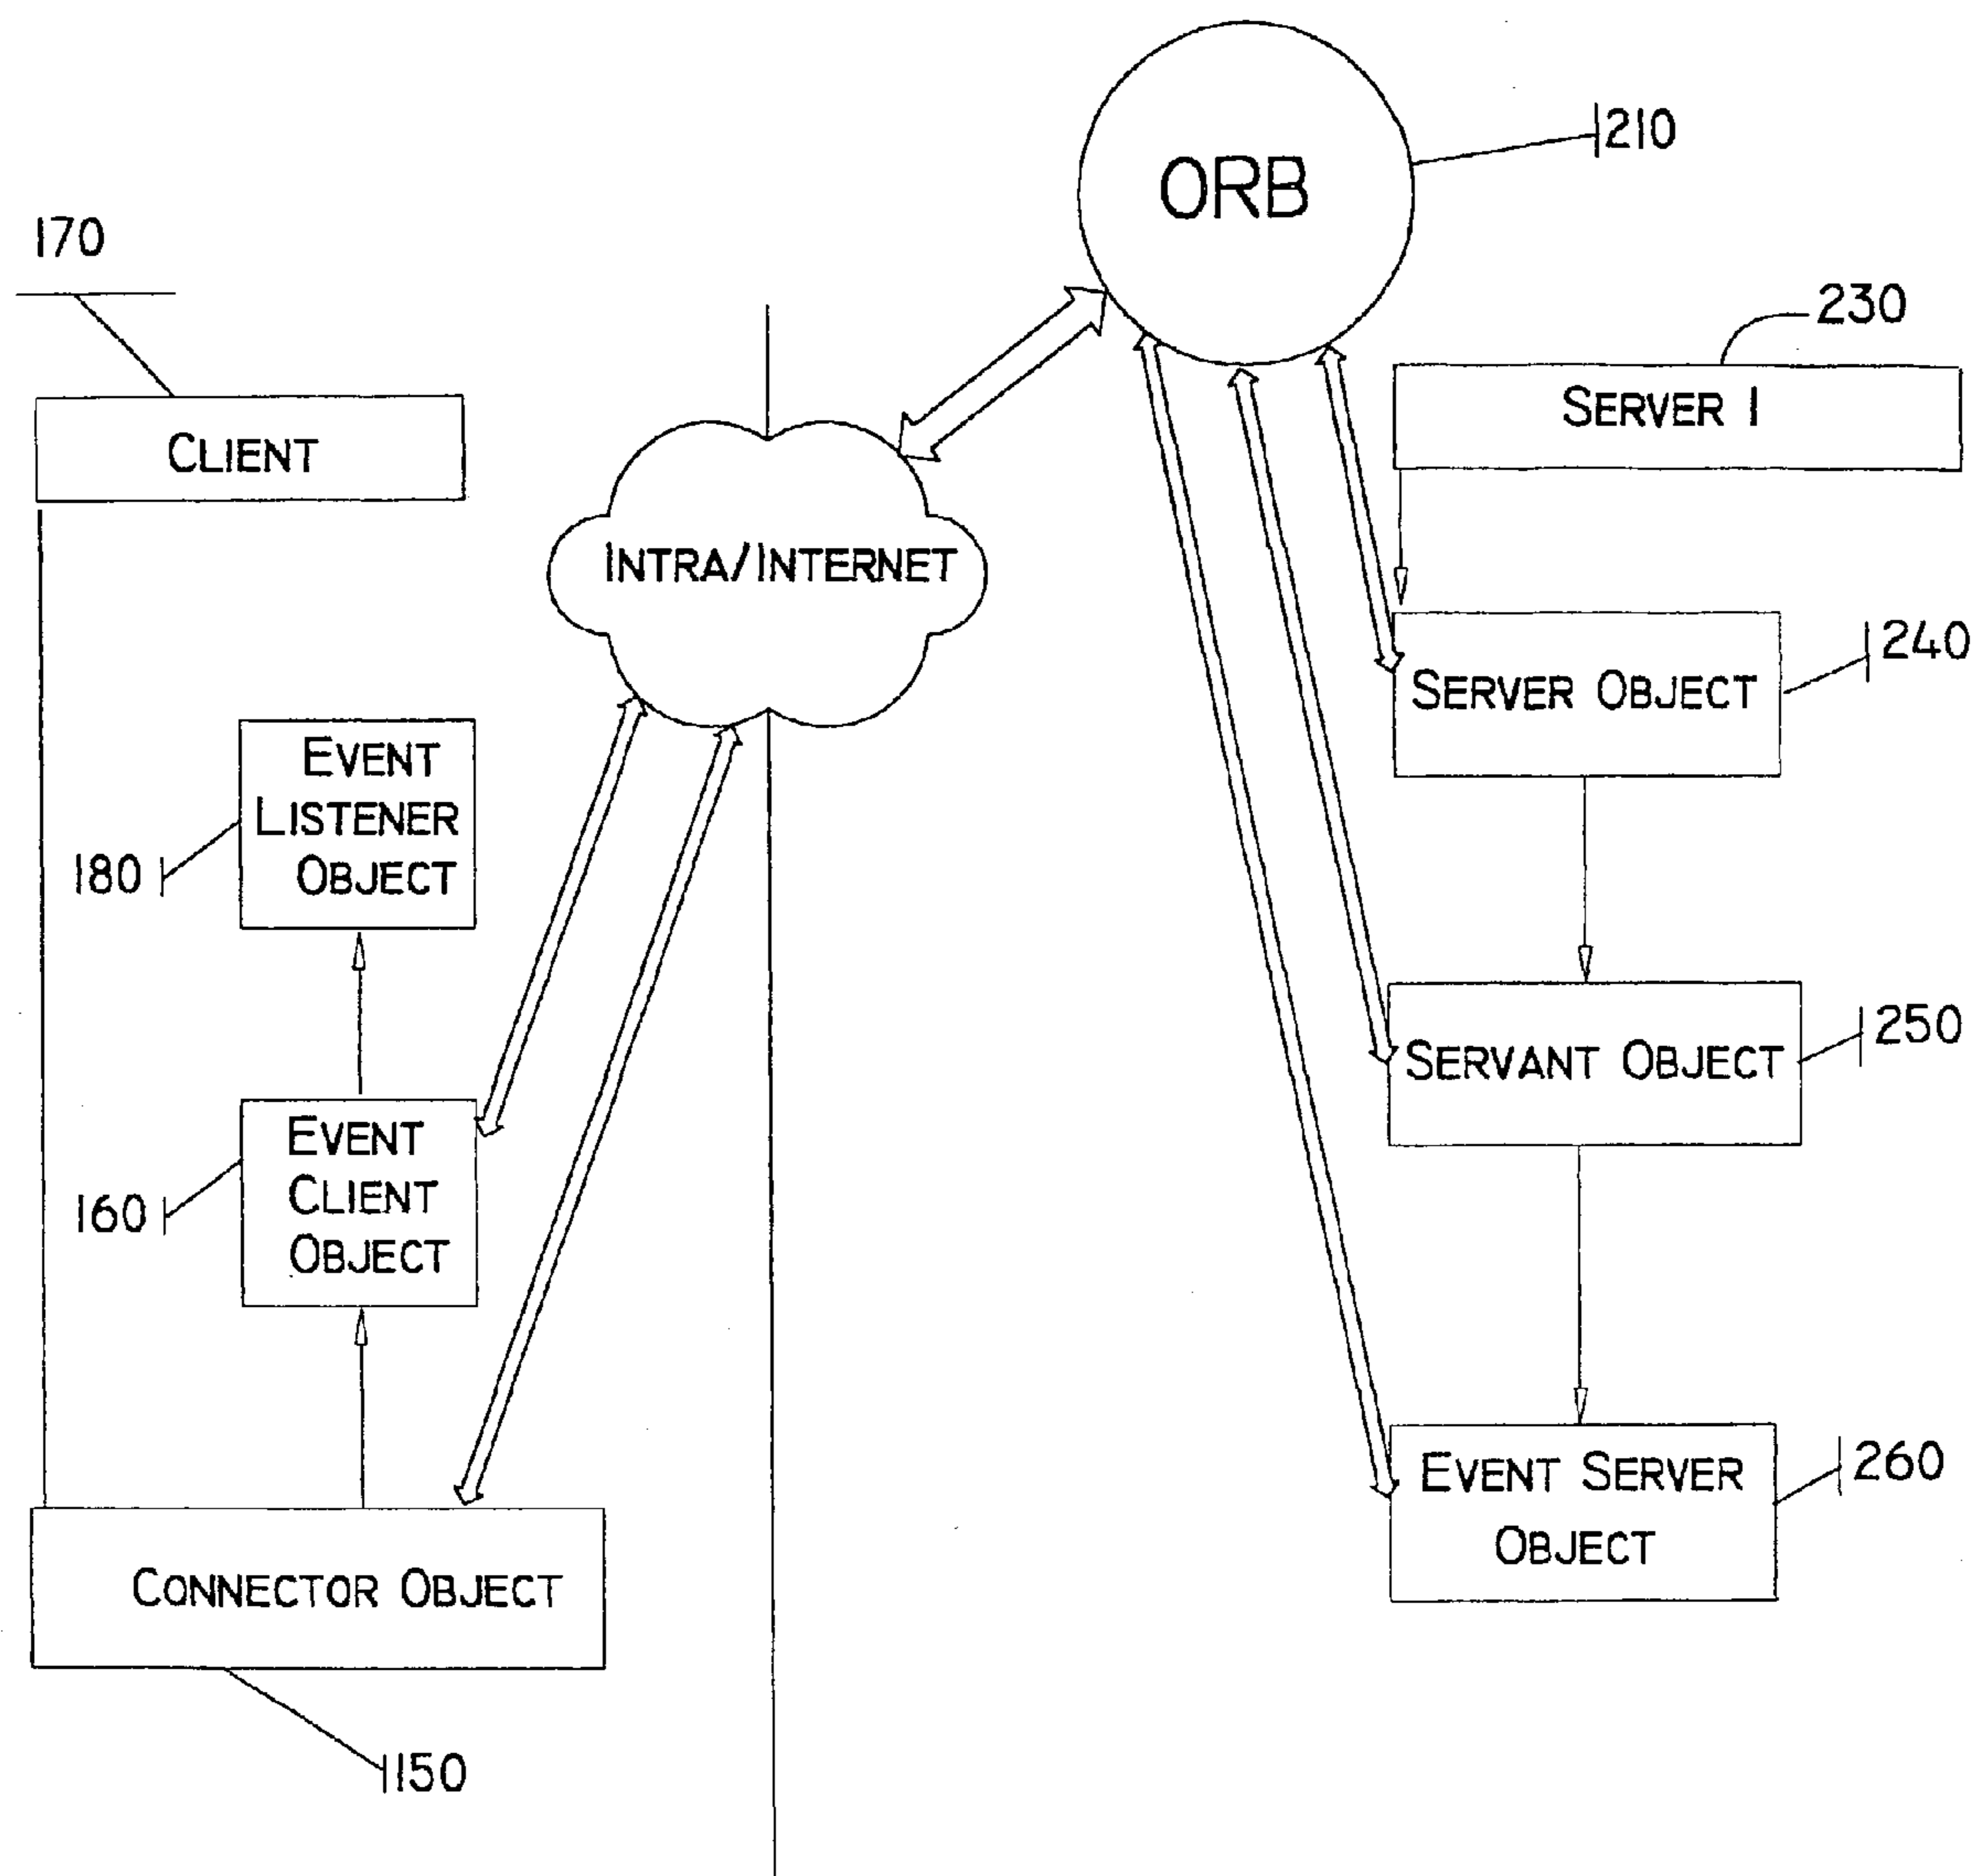 ORB
210
170
230
CLIENT
SERVER 1
INTRA/INTERNET
240
SERVER OBJECT
EVENT
LISTENER
OBJECT
180
250
SERVANT OBJECT
EVENT
CLIENT
OBJECT
160
260
EVENT SERVER
OBJECT
CONNECTOR OBJECT
150